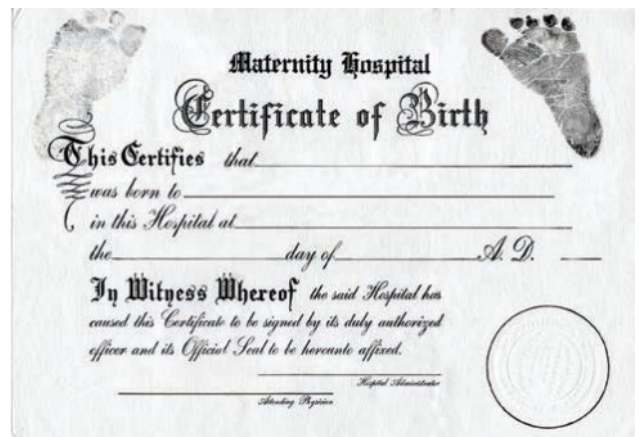 Maternity Hospital
Certificate of Birth
This Certifies that
was born to
in this Hospital at
the day of A. D.
In Witness Whereof the said Hospital has
caused this Certificate to be signed by its duly authorized
officer and its Official Seal to be hereunto affixed.
Hospital Administrator
Attending Physician